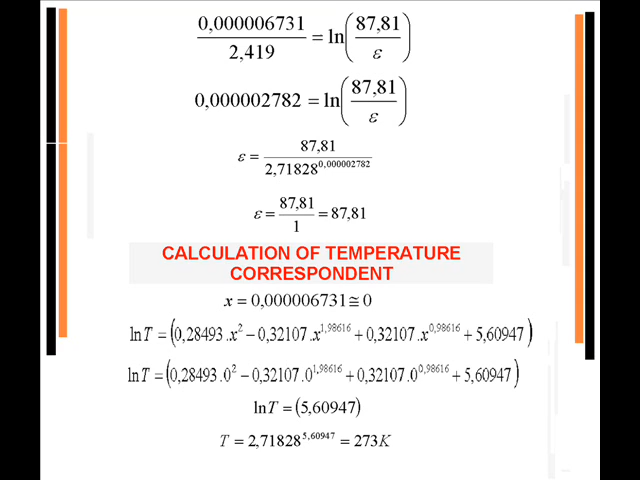 0,000006731 / 2,419 = ln(87,81 / ε)
0,000002782 = ln(87,81 / ε)
ε = 87,81 / 2,71828^0,000002782
ε = 87,81 / 1 = 87,81
CALCULATION OF TEMPERATURE
CORRESPONDENT
x = 0,000006731 ≅ 0
lnT = (0,28493 .x^2 − 0,32107 .x^1,98616 + 0,32107 .x^0,98616 + 5,60947)
lnT = (0,28493 .0^2 − 0,32107 .0^1,98616 + 0,32107 .0^0,98616 + 5,60947)
lnT = (5,60947)
T = 2,71828^5,60947 = 273K